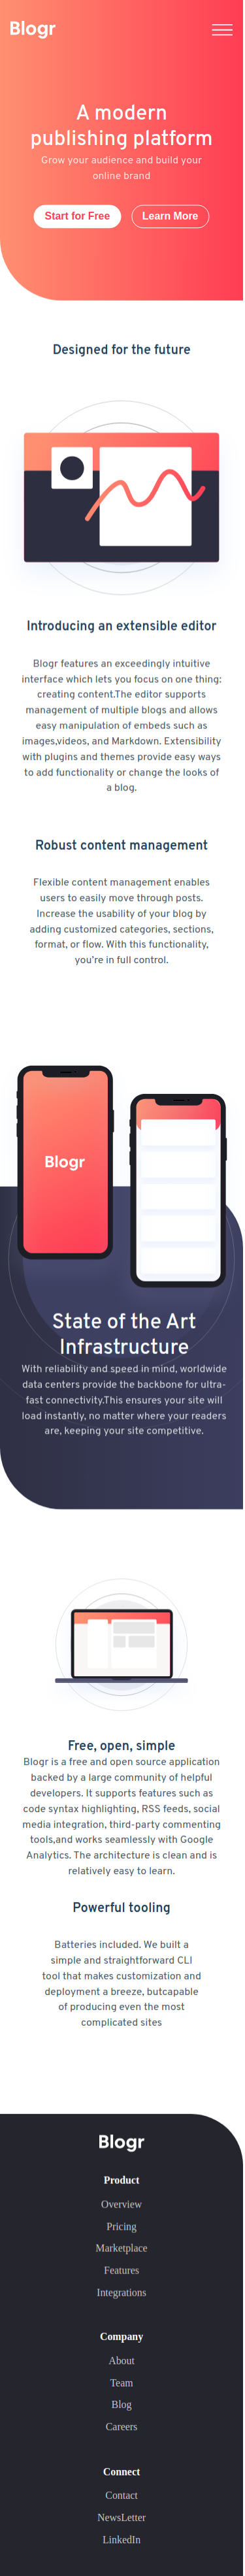 Blogr
A modern
publishing platform
Grow your audience and build your
online brand
Start for Free
Learn More
Designed for the future
Introducing an extensible editor
Blogr features an exceedingly intuitive
interface which lets you focus on one thing:
creating content.The editor supports
management of multiple blogs and allows
easy manipulation of embeds such as
images,videos, and Markdown. Extensibility
with plugins and themes provide easy ways
to add functionality or change the looks of
a blog.
Robust content management
Flexible content management enables
users to easily move through posts.
Increase the usability of your blog by
adding customized categories, sections,
format, or flow. With this functionality,
you're in full control.
Blogr
State of the Art
Infrastructure
With reliability and speed in mind, worldwide
data centers provide the backbone for ultra-
fast connectivity.This ensures your site will
load instantly, no matter where your readers
are, keeping your site competitive.
Free, open, simple
Blogr is a free and open source application
backed by a large community of helpful
developers. It supports features such as
code syntax highlighting, RSS feeds, social
media integration, third-party commenting
tools,and works seamlessly with Google
Analytics. The architecture is clean and is
relatively easy to learn.
Powerful tooling
Batteries included. We built a
simple and straightforward CLI
tool that makes customization and
deployment a breeze, butcapable
of producing even the most
complicated sites
Blogr
Product
Overview
Pricing
Marketplace
Features
Integrations
Company
About
Team
Blog
Careers
Connect
Contact
NewsLetter
LinkedIn